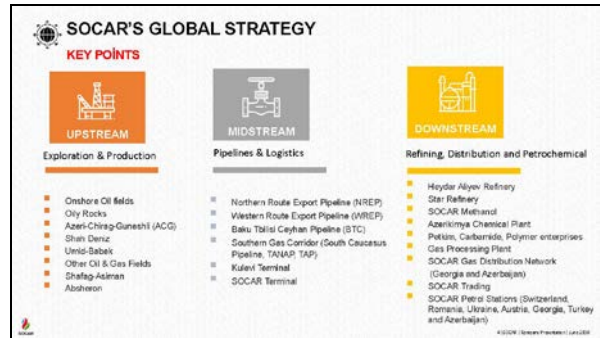 SOCAR'S GLOBAL STRATEGY
KEY POİNTS
UPSTREAM
Exploration & Production
Onshore Oil fields
Oily Rocks
Azeri-Chirag-Guneshli (ACG)
Shah Deniz
Umid-Babek
Other Oil & Gas Fields
Shafag-Asiman
Absheron
MIDSTREAM
Pipelines & Logistics
Northern Route Export Pipeline (NREP)
Western Route Export Pipeline (WREP)
Baku Tbilisi Ceyhan Pipeline (BTC)
Southern Gas Corridor (South Caucasus
Pipeline, TANAP, TAP)
Kulevi Terminal
SOCAR Terminal
DOWNSTREAM
Refining, Distribution and Petrochemical
Heydar Aliyev Refinery
Star Refinery
SOCAR Methanol
Azerikimya Chemical Plant
Petkim, Carbamide, Polymer enterprises
Gas Processing Plant
SOCAR Gas Distribution Network
(Georgia and Azerbaijan)
SOCAR Trading
SOCAR Petrol Stations (Switzerland,
Romania, Ukraine, Austria, Georgia, Turkey
and Azerbaijan)
SOCAR